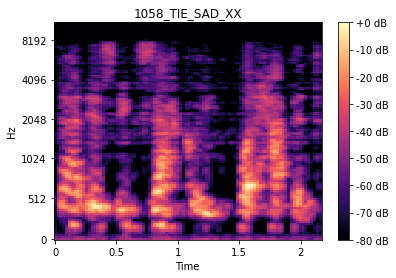 1058_TIE_SAD_XX
Hz
8192
4096
2048
1024
512
0
0
0.5
1
1.5
2
Time
+0 dB
-10 dB
-20 dB
-30 dB
-40 dB
-50 dB
-60 dB
-70 dB
-80 dB